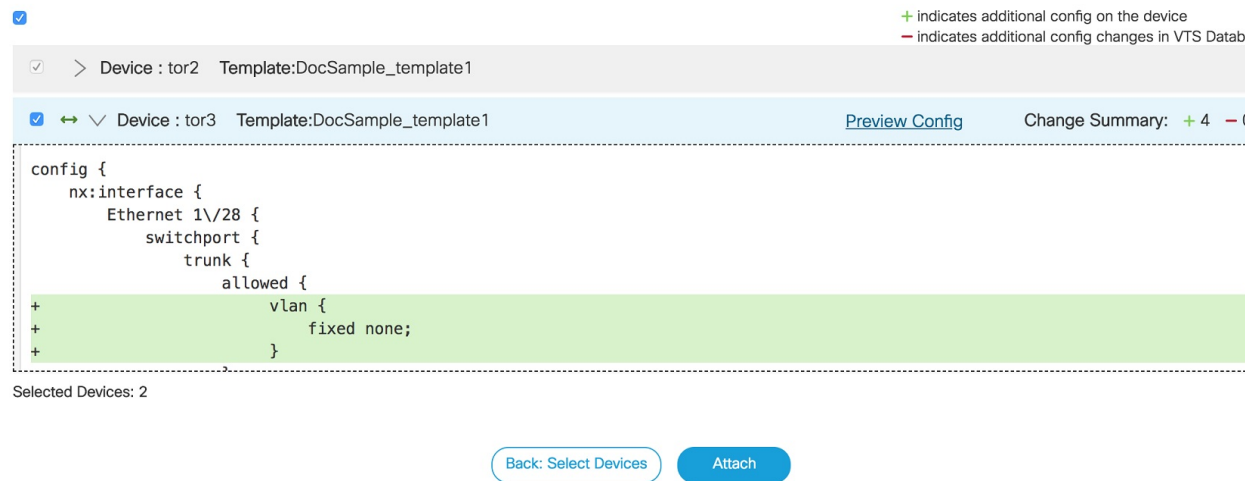 + indicates additional config on the device
− indicates additional config changes in VTS Datab
Device : tor2 Template:DocSample_template1
Device : tor3 Template:DocSample_template1 Preview Config Change Summary: + 4 −
config {
    nx:interface {
        Ethernet 1\/28 {
            switchport {
                trunk {
                    allowed {
+                        vlan {
+                            fixed none;
+                        }
Selected Devices: 2
Back: Select Devices Attach